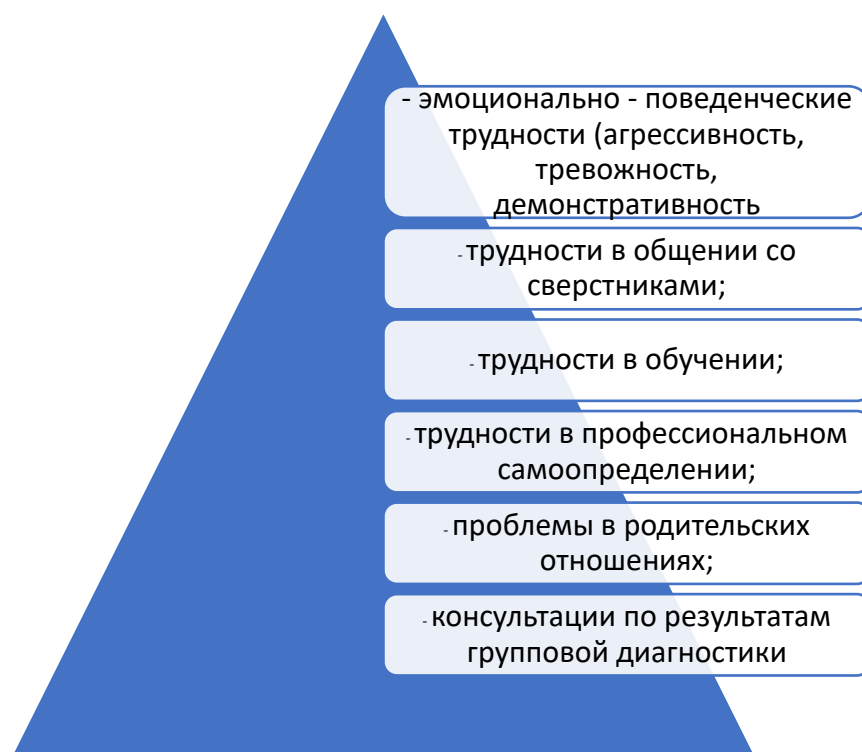 - эмоционально - поведенческие
трудности (агрессивность,
тревожность,
демонстративность
- трудности в общении со
сверстниками;
- трудности в обучении;
- трудности в профессиональном
самоопределении;
- проблемы в родительских
отношениях;
- консультации по результатам
групповой диагностики